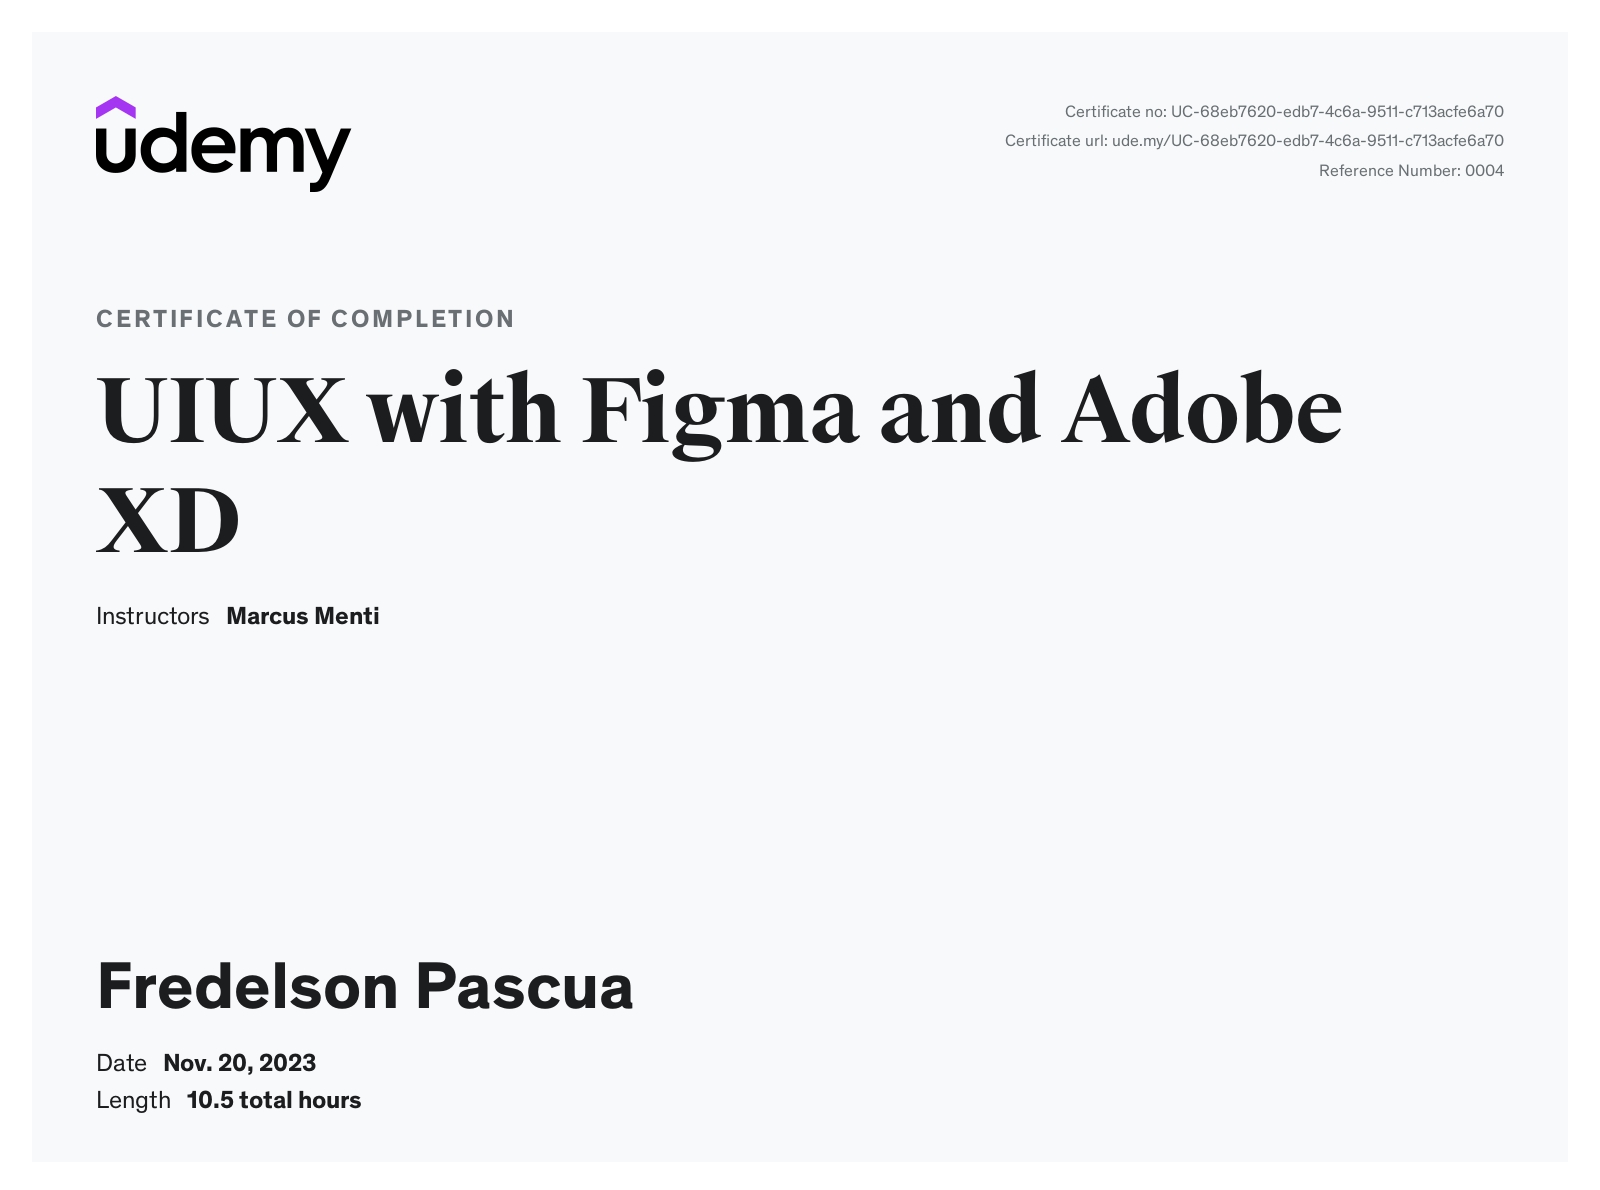 udemy
Certificate no: UC-68eb7620-edb7-4c6a-9511-c713acfe6a70
Certificate url: ude.my/UC-68eb7620-edb7-4c6a-9511-c713acfe6a70
Reference Number: 0004
CERTIFICATE OF COMPLETION
UIUX with Figma and Adobe
XD
Instructors Marcus Menti
Fredelson Pascua
Date Nov. 20, 2023
Length 10.5 total hours